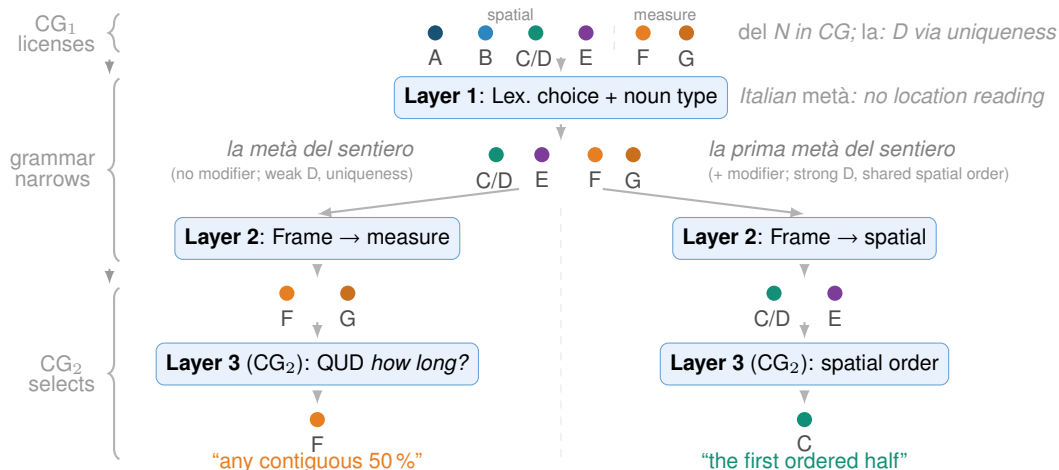 CG₁ licenses
spatial measure
A B C/D E F G
del N in CG; la: D via uniqueness
Layer 1: Lex. choice + noun type
Italian metà: no location reading
grammar narrows
la metà del sentiero
(no modifier; weak D, uniqueness)
C/D E F G
la prima metà del sentiero
(+ modifier; strong D, shared spatial order)
Layer 2: Frame → measure
Layer 2: Frame → spatial
F G
C/D E
CG₂ selects
Layer 3 (CG₂): QUD how long?
Layer 3 (CG₂): spatial order
F
C
“any contiguous 50 %”
“the first ordered half”